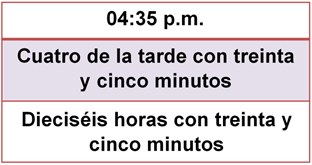 04:35 p.m.
Cuatro de la tarde con treinta
y cinco minutos
Dieciséis horas con treinta y
cinco minutos